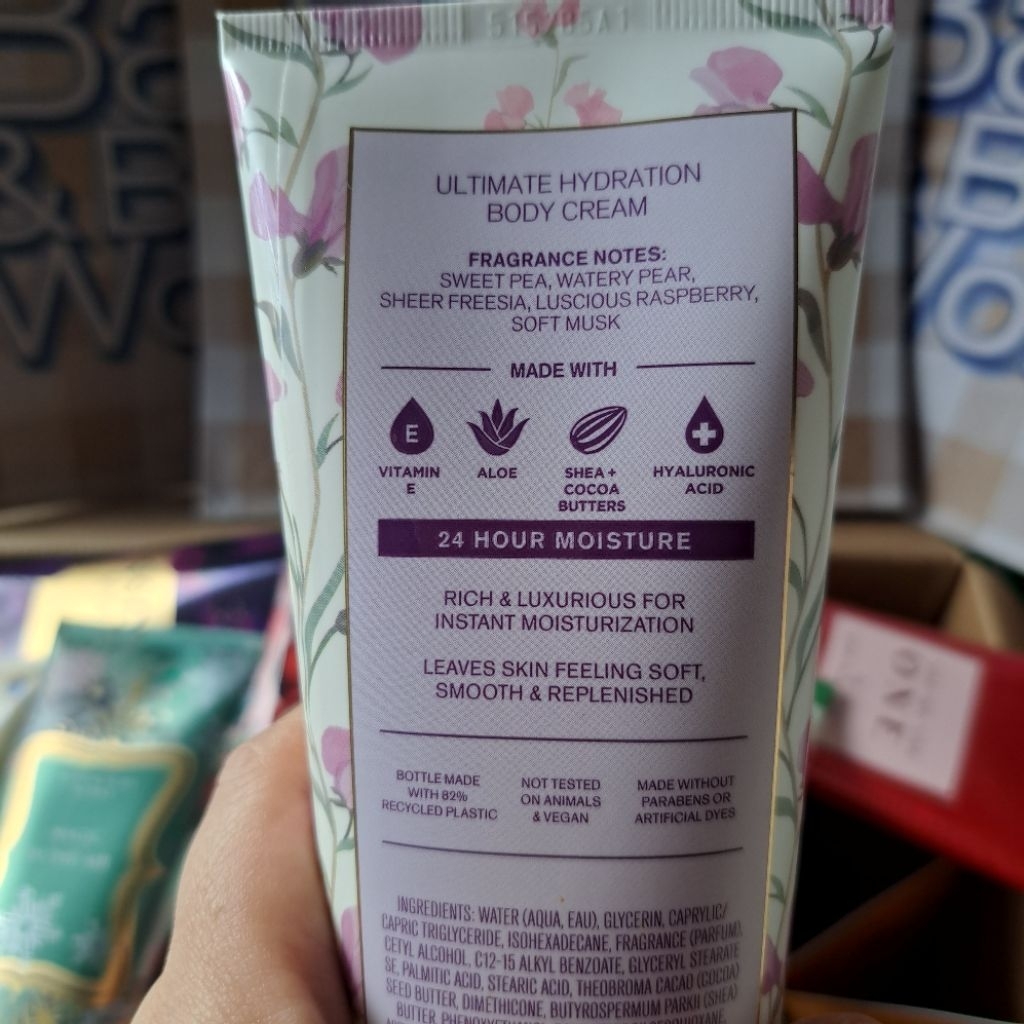 ULTIMATE HYDRATION
BODY CREAM
FRAGRANCE NOTES:
SWEET PEA, WATERY PEAR,
SHEER FREESIA, LUSCIOUS RASPBERRY,
SOFT MUSK
MADE WITH
E
VITAMIN
E
ALOE
SHEA +
COCOA
BUTTERS
HYALURONIC
ACID
24 HOUR MOISTURE
RICH & LUXURIOUS FOR
INSTANT MOISTURIZATION
LEAVES SKIN FEELING SOFT,
SMOOTH & REPLENISHED
BOTTLE MADE
WITH 82%
RECYCLED PLASTIC
NOT TESTED
ON ANIMALS
& VEGAN
MADE WITHOUT
PARABENS OR
ARTIFICIAL DYES
INGREDIENTS: WATER (AQUA, EAU), GLYCERIN, CAPRYLIC/
CAPRIC TRIGLYCERIDE, ISOHEXADECANE, FRAGRANCE (PARFUM),
CETYL ALCOHOL, C12-15 ALKYL BENZOATE, GLYCERYL STEARATE
SE, PALMITIC ACID, STEARIC ACID, THEOBROMA CACAO (COCOA)
SEED BUTTER, DIMETHICONE, BUTYROSPERMUM PARKII (SHEA)
BUTTER,
Ba
& B
Wo